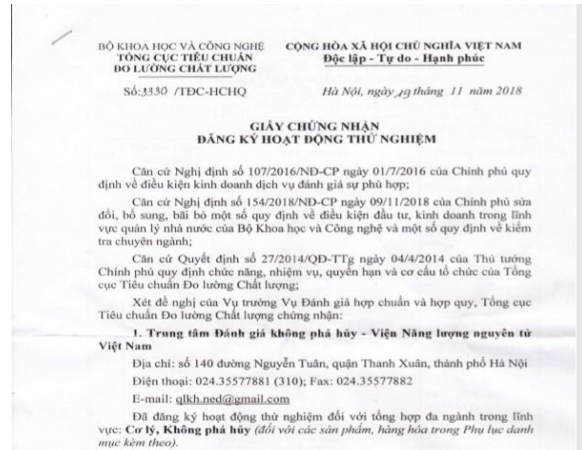 BỘ KHOA HỌC VÀ CÔNG NGHỆ
TỔNG CỤC TIÊU CHUẨN
ĐO LƯỜNG CHẤT LƯỢNG
Số: 3330 /TĐC-HCHQ
CỘNG HÒA XÃ HỘI CHỦ NGHĨA VIỆT NAM
Độc lập - Tự do - Hạnh phúc
Hà Nội, ngày 19 tháng 11 năm 2018
GIẤY CHỨNG NHẬN
ĐĂNG KÝ HOẠT ĐỘNG THỬ NGHIỆM
Căn cứ Nghị định số 107/2016/NĐ-CP ngày 01/7/2016 của Chính phủ quy
định về điều kiện kinh doanh dịch vụ đánh giá sự phù hợp;
Căn cứ Nghị định số 154/2018/NĐ-CP ngày 09/11/2018 của Chính phủ sửa
đổi, bổ sung, bãi bỏ một số quy định về điều kiện đầu tư, kinh doanh trong lĩnh
vực quản lý nhà nước của Bộ Khoa học và Công nghệ và một số quy định về kiểm
tra chuyên ngành;
Căn cứ Quyết định số 27/2014/QĐ-TTg ngày 04/4/2014 của Thủ tướng
Chính phủ quy định chức năng, nhiệm vụ, quyền hạn và cơ cấu tổ chức của Tổng
cục Tiêu chuẩn Đo lường Chất lượng;
Xét đề nghị của Vụ trưởng Vụ Đánh giá hợp chuẩn và hợp quy, Tổng cục
Tiêu chuẩn Đo lường Chất lượng chứng nhận:
1. Trung tâm Đánh giá không phá hủy - Viện Năng lượng nguyên tử
Việt Nam
Địa chỉ: số 140 đường Nguyễn Tuân, quận Thanh Xuân, thành phố Hà Nội
Điện thoại: 024.35577881 (310); Fax: 024.35577882
E-mail: qlkh.ned@gmail.com
Đã đăng ký hoạt động thử nghiệm đối với tổng hợp đa ngành trong lĩnh
vực: Cơ lý, Không phá hủy (đối với các sản phẩm, hàng hóa trong Phụ lục danh
mục kèm theo).